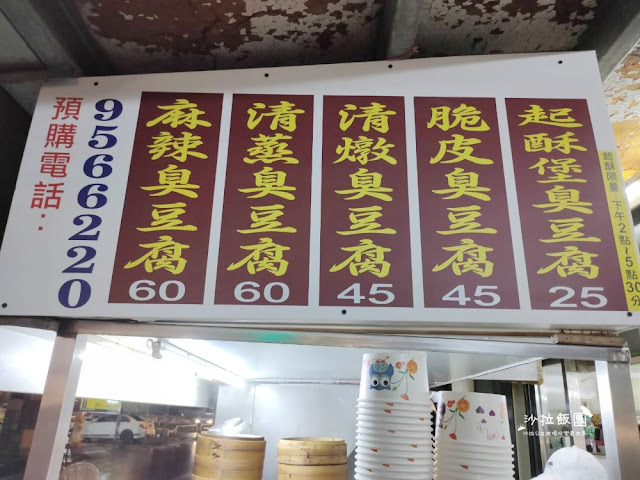 預購電話：
9566220
麻辣臭豆腐
60
清蒸臭豆腐
60
清燉臭豆腐
45
脆皮臭豆腐
45
起酥堡臭豆腐
25
起酥限量 下午2點~5點30分
沙拉飯團